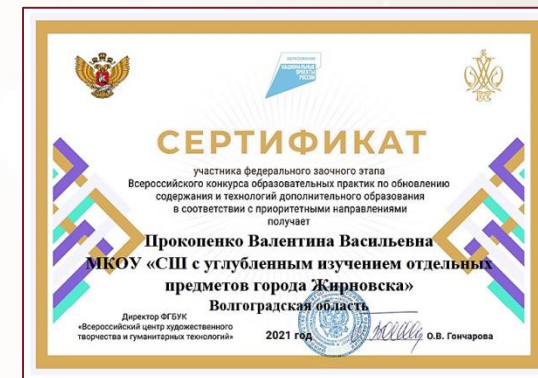 ОБРАЗОВАНИЕ
НАЦИОНАЛЬНЫЕ
ПРОЕКТЫ
РОССИИ
СЕРТИФИКАТ
участника федерального заочного этапа
Всероссийского конкурса образовательных практик по обновлению
содержания и технологий дополнительного образования
в соответствии с приоритетными направлениями
получает
Прокопенко Валентина Васильевна
МКОУ «СШ с углубленным изучением отдельных
предметов города Жирновска»
Волгоградская область
Директор ФГБУК
«Всероссийский центр художественного
творчества и гуманитарных технологий»
2021 год
О.В. Гончарова